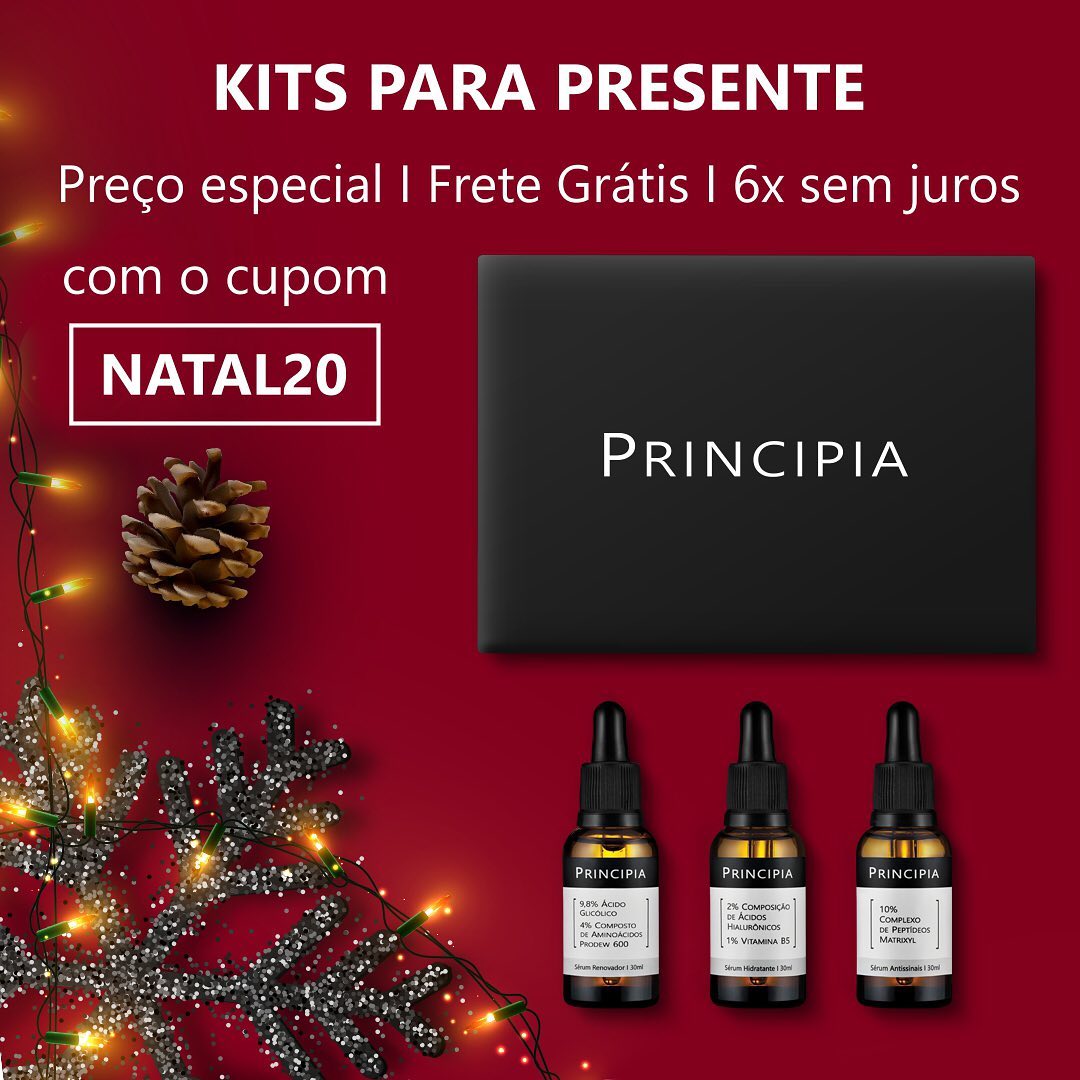 KITS PARA PRESENTE
Preço especial I Frete Grátis I 6x sem juros
com o cupom
NATAL20
PRINCIPIA
PRINCIPIA
9,8% ÁCIDO
GLICÓLICO
4% COMPOSTO
DE AMINOÁCIDOS
PRODEW 600
Sérum Renovador I 30ml
PRINCIPIA
2% COMPOSIÇÃO
DE ÁCIDOS
HIALURÔNICOS
1% VITAMINA B5
Sérum Hidratante I 30ml
PRINCIPIA
10%
COMPLEXO
DE PEPTÍDEOS
MATRIXYL
Sérum Antissinais I 30ml